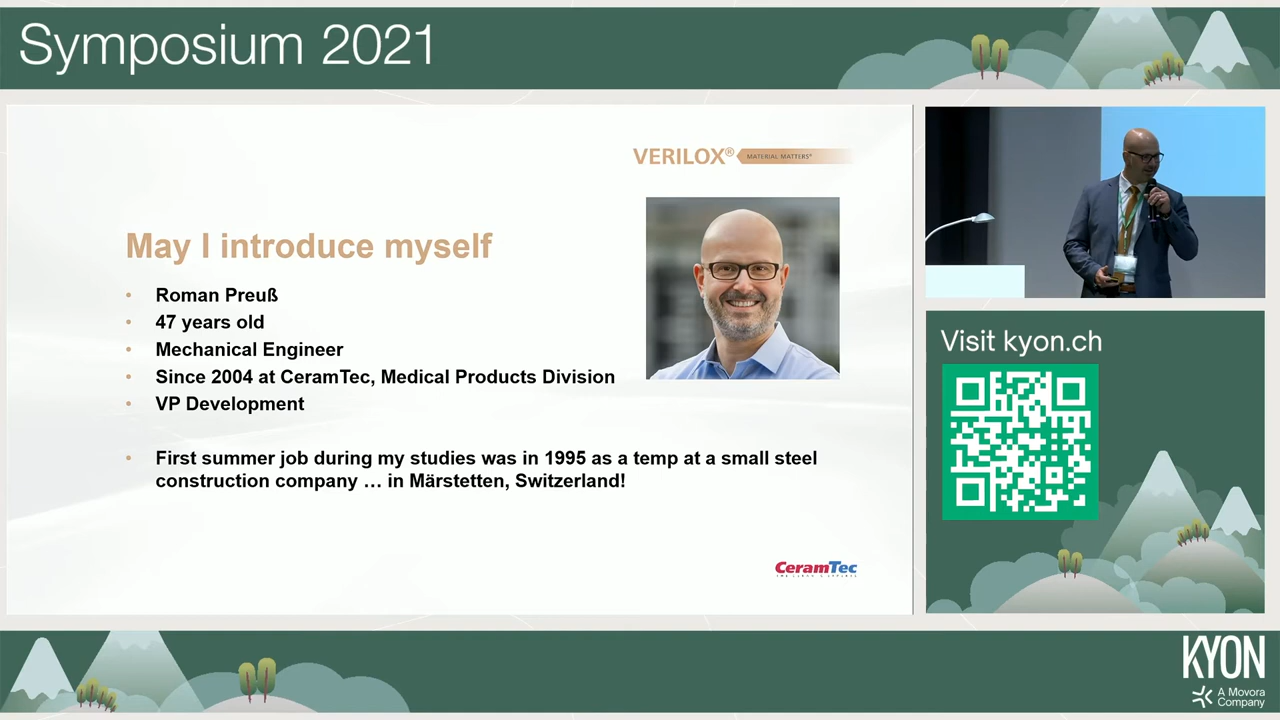 Symposium 2021
VERILOX® MATERIAL MATTERS®
May I introduce myself
• Roman Preuß
• 47 years old
• Mechanical Engineer
• Since 2004 at CeramTec, Medical Products Division
• VP Development
• First summer job during my studies was in 1995 as a temp at a small steel
construction company … in Märstetten, Switzerland!
CeramTec
Visit kyon.ch
KYON
A Movora
Company